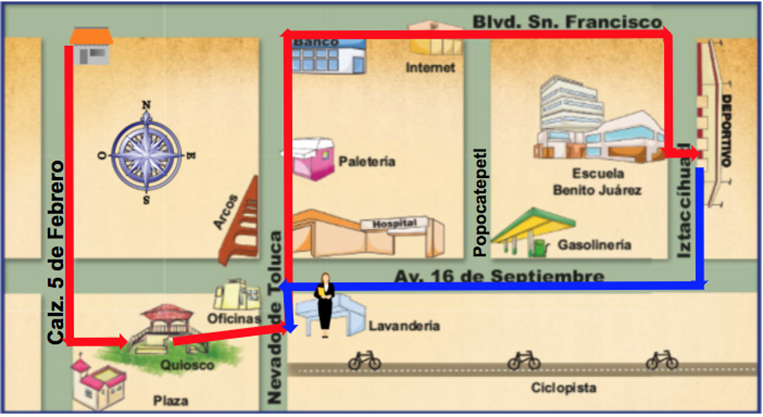 Blvd. Sn. Francisco
Banco
Internet
N
O
E
S
Paletería
Escuela
Benito Juárez
DEPORTIVO
Arcos
Hospital
Popocatepetl
Gasolinería
Iztaccíhuatl
Calz. 5 de Febrero
Nevado de Toluca
Av. 16 de Septiembre
Oficinas
Lavandería
Quiosco
Plaza
Ciclopista